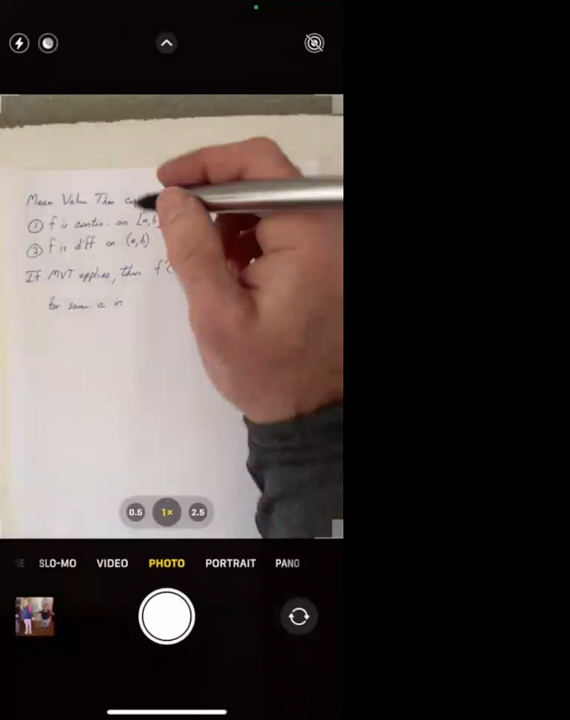 0.5 1× 2.5
SLO-MO VIDEO PHOTO PORTRAIT PANO
Mean Value Thm
① f is contin. on [a,b]
② f is diff on (a,b).
If MVT applies, then f'(
for some c in